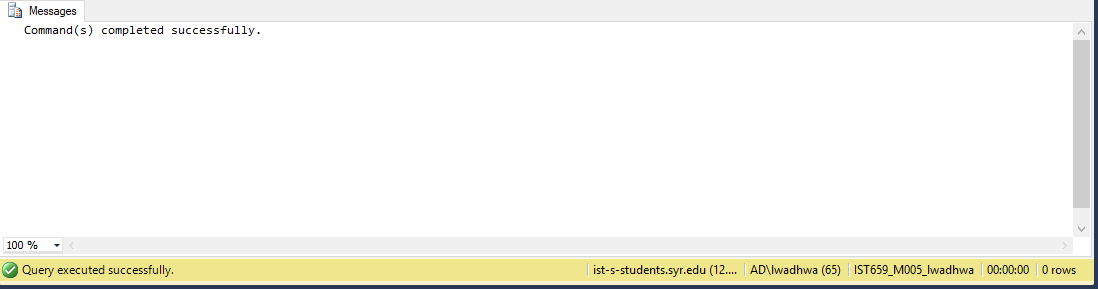 Messages
Command(s) completed successfully.
100 %
Query executed successfully. ist-s-students.syr.edu (12.... AD\lwadhwa (65) IST659_M005_lwadhwa 00:00:00 0 rows